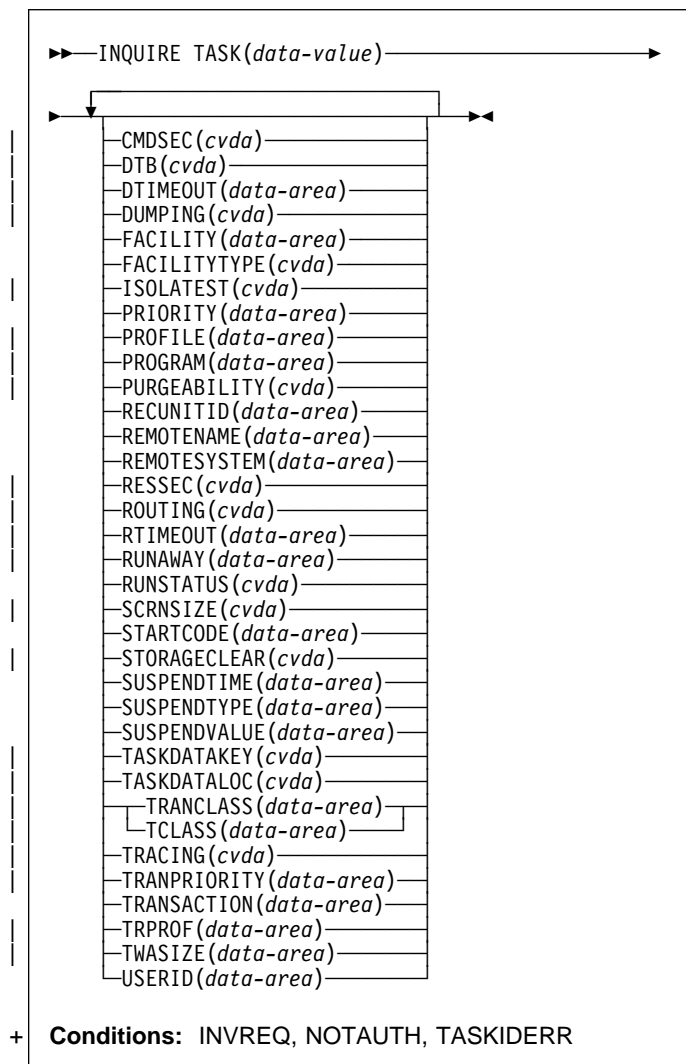 INQUIRE TASK(data-value)
| CMDSEC(cvda)
| DTB(cvda)
| DTIMEOUT(data-area)
| DUMPING(cvda)
FACILITY(data-area)
FACILITYTYPE(cvda)
| ISOLATEST(cvda)
PRIORITY(data-area)
| PROFILE(data-area)
| PROGRAM(data-area)
| PURGEABILITY(cvda)
RECUNITID(data-area)
REMOTENAME(data-area)
REMOTESYSTEM(data-area)
| RESSEC(cvda)
| ROUTING(cvda)
| RTIMEOUT(data-area)
| RUNAWAY(data-area)
RUNSTATUS(cvda)
| SCRNSIZE(cvda)
STARTCODE(data-area)
| STORAGECLEAR(cvda)
SUSPENDTIME(data-area)
SUSPENDTYPE(data-area)
SUSPENDVALUE(data-area)
| TASKDATAKEY(cvda)
| TASKDATALOC(cvda)
| TRANCLASS(data-area)
| TCLASS(data-area)
| TRACING(cvda)
| TRANPRIORITY(data-area)
TRANSACTION(data-area)
| TRPROF(data-area)
| TWASIZE(data-area)
USERID(data-area)
+ Conditions: INVREQ, NOTAUTH, TASKIDERR